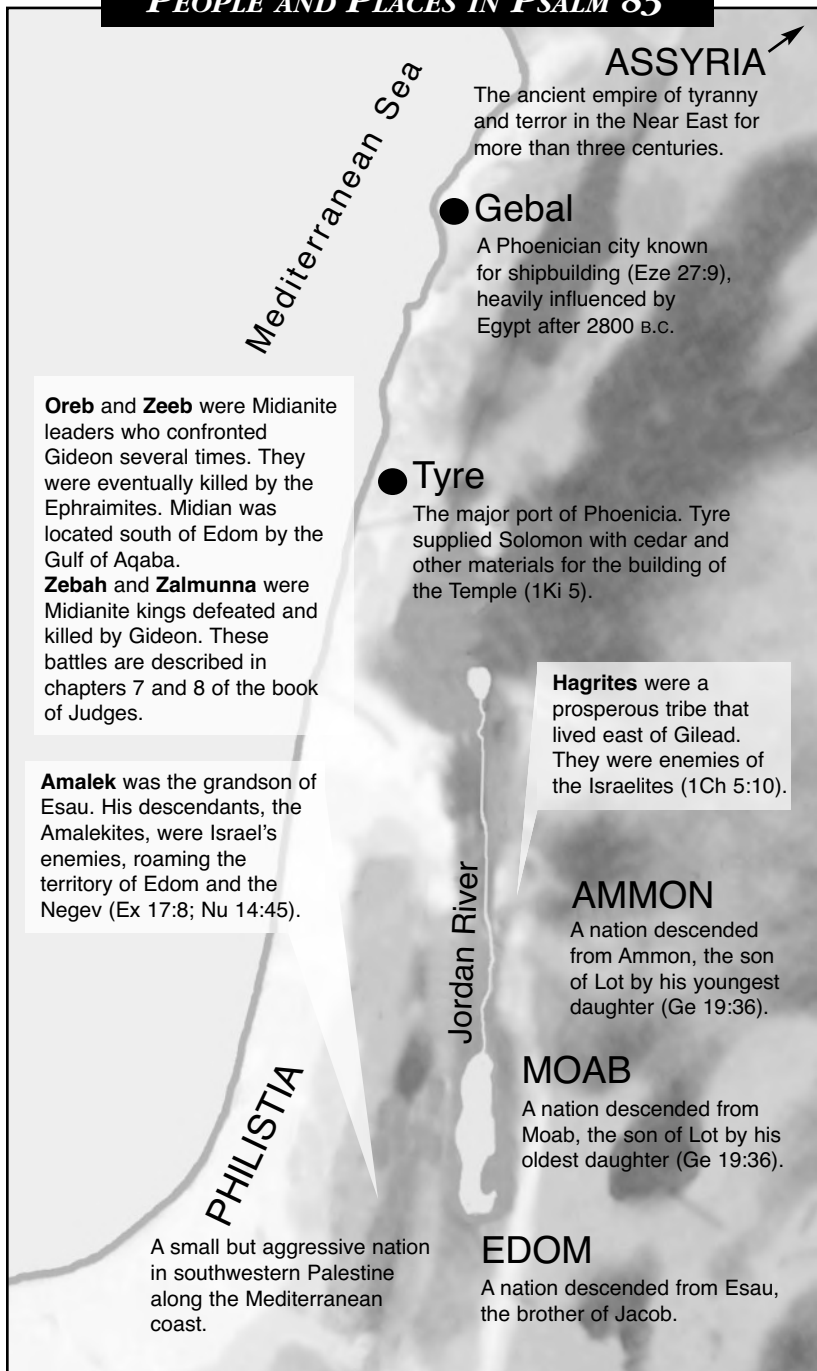 PEOPLE AND PLACES IN PSALM 83
ASSYRIA
The ancient empire of tyranny
and terror in the Near East for
more than three centuries.
Mediterranean Sea
Gebal
A Phoenician city known
for shipbuilding (Eze 27:9),
heavily influenced by
Egypt after 2800 B.C.
Oreb and Zeeb were Midianite
leaders who confronted
Gideon several times. They
were eventually killed by the
Ephraimites. Midian was
located south of Edom by the
Gulf of Aqaba.
Zebah and Zalmunna were
Midianite kings defeated and
killed by Gideon. These
battles are described in
chapters 7 and 8 of the book
of Judges.
Tyre
The major port of Phoenicia. Tyre
supplied Solomon with cedar and
other materials for the building of
the Temple (1Ki 5).
Hagrites were a
prosperous tribe that
lived east of Gilead.
They were enemies of
the Israelites (1Ch 5:10).
Amalek was the grandson of
Esau. His descendants, the
Amalekites, were Israel's
enemies, roaming the
territory of Edom and the
Negev (Ex 17:8; Nu 14:45).
Jordan River
AMMON
A nation descended
from Ammon, the son
of Lot by his youngest
daughter (Ge 19:36).
MOAB
A nation descended from
Moab, the son of Lot by his
oldest daughter (Ge 19:36).
PHILISTIA
A small but aggressive nation
in southwestern Palestine
along the Mediterranean
coast.
EDOM
A nation descended from Esau,
the brother of Jacob.